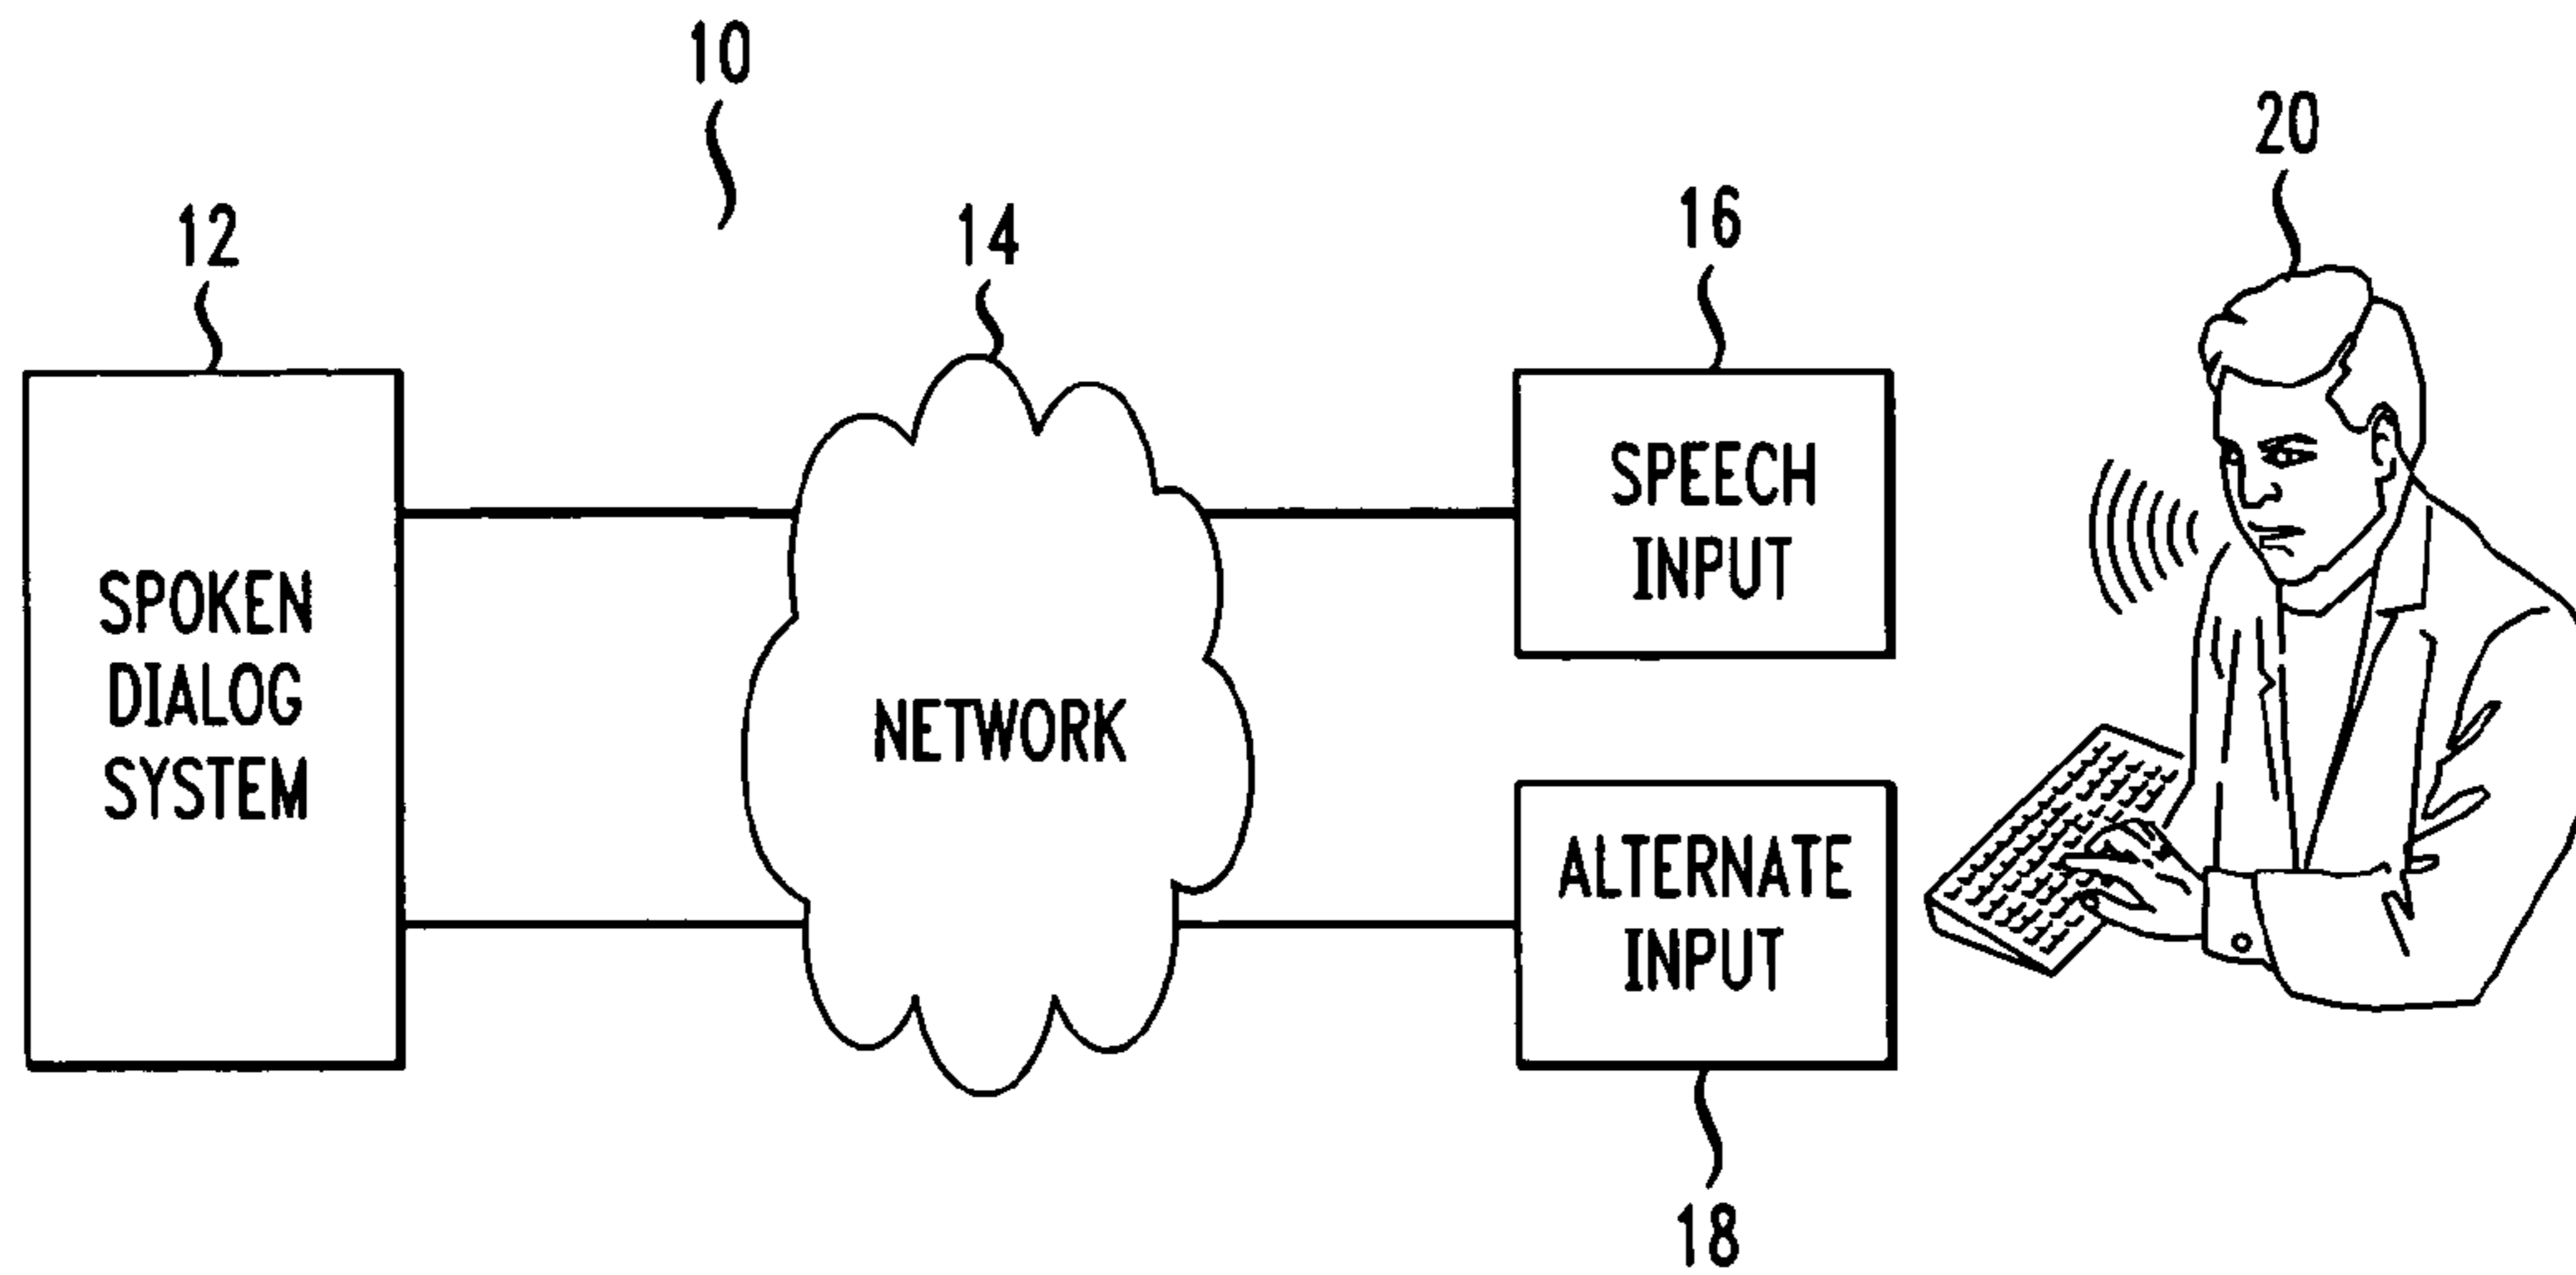 10
20
12
14
16
SPOKEN
DIALOG
SYSTEM
NETWORK
SPEECH
INPUT
ALTERNATE
INPUT
18